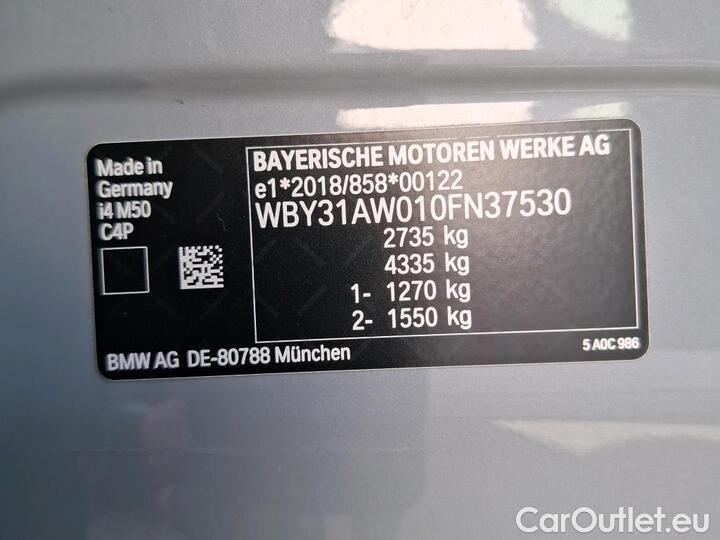 Made in
Germany
i4 M50
C4P
BAYERISCHE MOTOREN WERKE AG
e1*2018/858*00122
WBY31AW010FN37530
2735 kg
4335 kg
1- 1270 kg
2- 1550 kg
BMW AG DE-80788 München
5 A0C 986
CarOutlet.eu